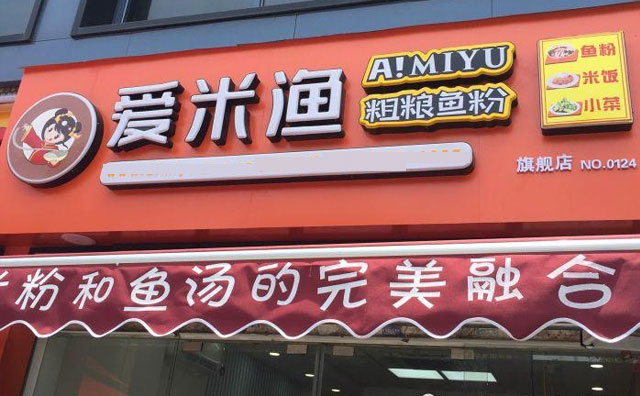 爱米渔
A!MIYU
粗粮鱼粉
鱼粉
米饭
小菜
旗舰店 NO.0124
粉和鱼汤的完美融合